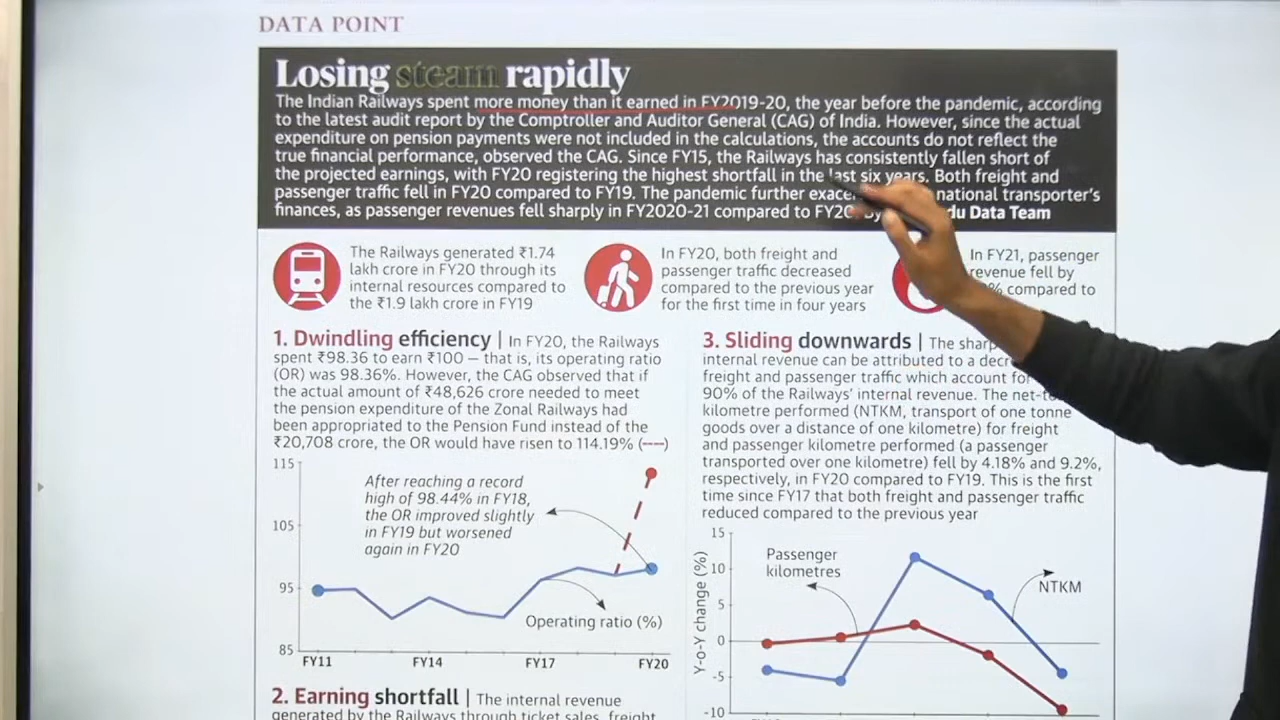 DATA POINT
Losing steam rapidly
The Indian Railways spent more money than it earned in FY2019-20, the year before the pandemic, according
to the latest audit report by the Comptroller and Auditor General (CAG) of India. However, since the actual
expenditure on pension payments were not included in the calculations, the accounts do not reflect the
true financial performance, observed the CAG. Since FY15, the Railways has consistently fallen short of
the projected earnings, with FY20 registering the highest shortfall in the last six years. Both freight and
passenger traffic fell in FY20 compared to FY19. The pandemic further national transporter's
finances, as passenger revenues fell sharply in FY2020-21 compared to Data Team
The Railways generated ₹1.74
lakh crore in FY20 through its
internal resources compared to
the ₹1.9 lakh crore in FY19
In FY20, both freight and
passenger traffic decreased
compared to the previous year
for the first time in four years
In FY21, passenger
revenue fell by
compared to
1. Dwindling efficiency | In FY20, the Railways
spent ₹98.36 to earn ₹100 — that is, its operating ratio
(OR) was 98.36%. However, the CAG observed that if
the actual amount of ₹48,626 crore needed to meet
the pension expenditure of the Zonal Railways had
been appropriated to the Pension Fund instead of the
₹20,708 crore, the OR would have risen to 114.19% (---)
115
105
95
85
After reaching a record
high of 98.44% in FY18,
the OR improved slightly
in FY19 but worsened
again in FY20
Operating ratio (%)
FY11 FY14 FY17 FY20
2. Earning shortfall | The internal revenue
generated by the Railways through ticket sales, freight
3. Sliding downwards | The
internal revenue can be attributed to a
freight and passenger traffic which account for
90% of the Railways' internal revenue. The
kilometre performed (NTKM, transport of one tonne
goods over a distance of one kilometre) for freight
and passenger kilometre performed (a passenger
transported over one kilometre) fell by 4.18% and 9.2%,
respectively, in FY20 compared to FY19. This is the first
time since FY17 that both freight and passenger traffic
reduced compared to the previous year
15
10
5
0
-5
-10
Y-o-Y change (%)
Passenger
kilometres
NTKM